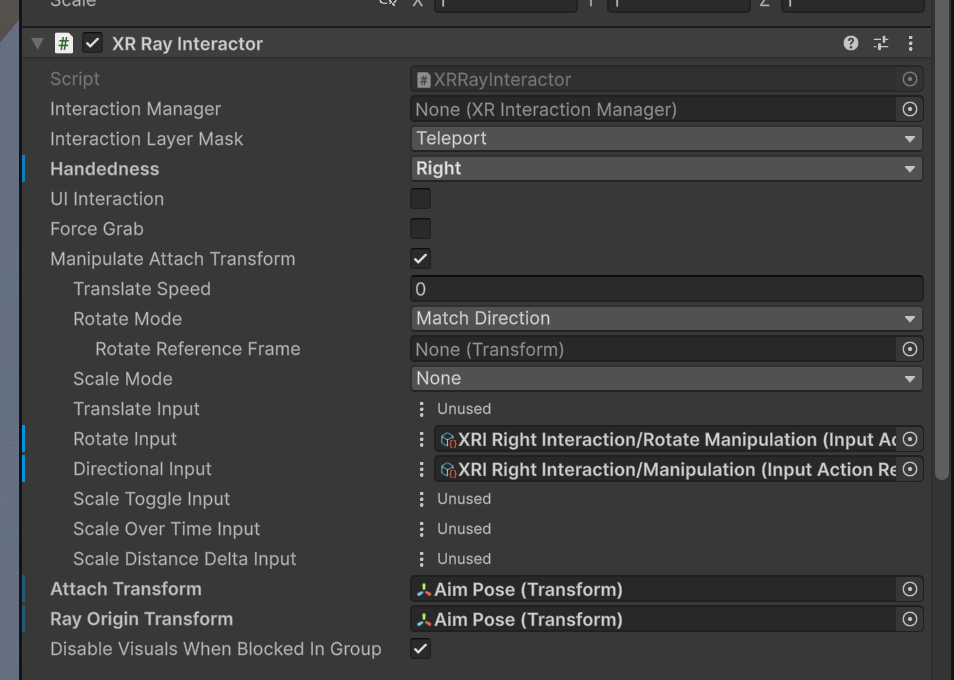 Scale X 1 Y 1 Z 1
# XR Ray Interactor
Script # XRRayInteractor
Interaction Manager None (XR Interaction Manager)
Interaction Layer Mask Teleport
Handedness Right
UI Interaction
Force Grab
Manipulate Attach Transform
Translate Speed 0
Rotate Mode Match Direction
Rotate Reference Frame None (Transform)
Scale Mode None
Translate Input Unused
Rotate Input XRI Right Interaction/Rotate Manipulation (Input Ac
Directional Input XRI Right Interaction/Manipulation (Input Action Re
Scale Toggle Input Unused
Scale Over Time Input Unused
Scale Distance Delta Input Unused
Attach Transform Aim Pose (Transform)
Ray Origin Transform Aim Pose (Transform)
Disable Visuals When Blocked In Group